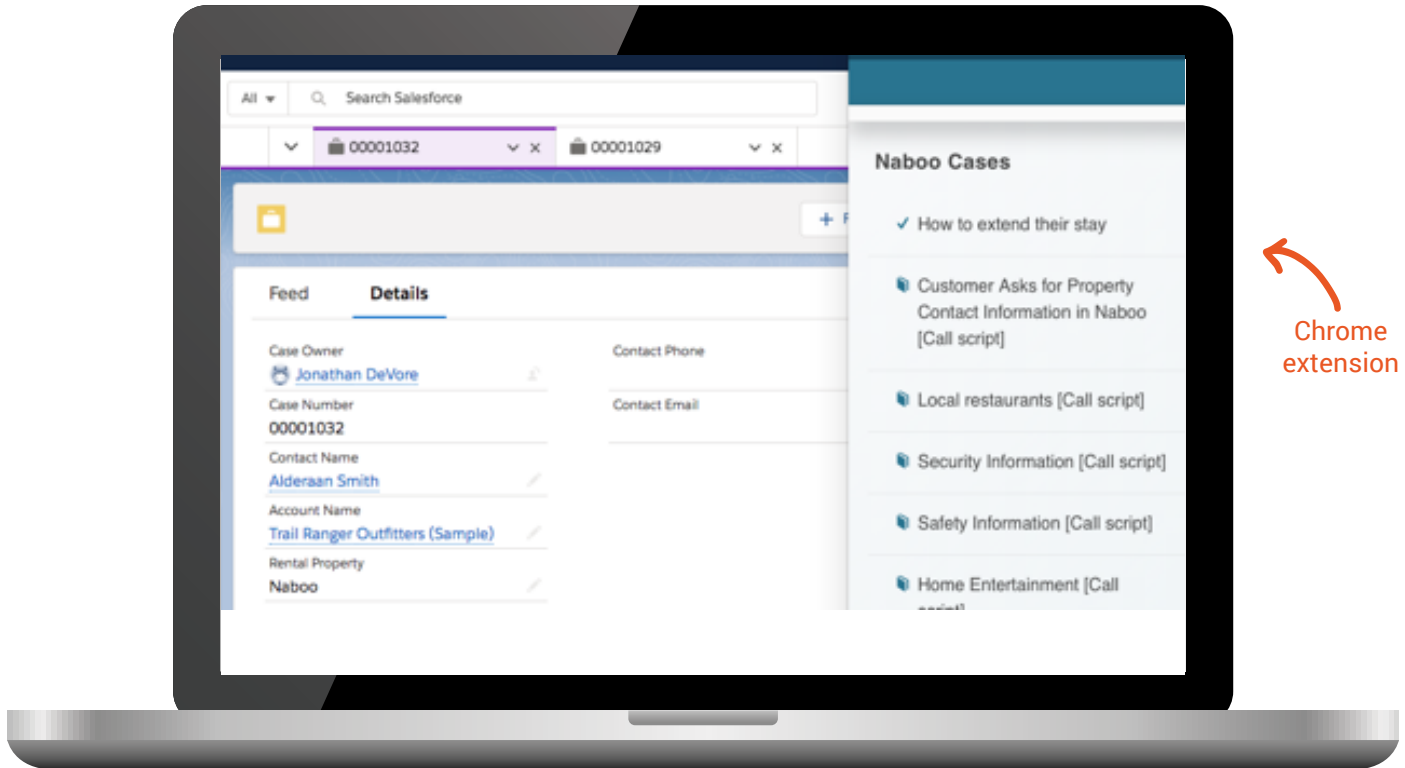 All
Search Salesforce
00001032
00001029
+ F
Feed
Details
Case Owner
Jonathan DeVore
Case Number
00001032
Contact Name
Alderaan Smith
Account Name
Trail Ranger Outfitters (Sample)
Rental Property
Naboo
Contact Phone
Contact Email
Naboo Cases
How to extend their stay
Customer Asks for Property
Contact Information in Naboo
[Call script]
Local restaurants [Call script]
Security Information [Call script]
Safety Information [Call script]
Home Entertainment [Call
script]
Chrome
extension